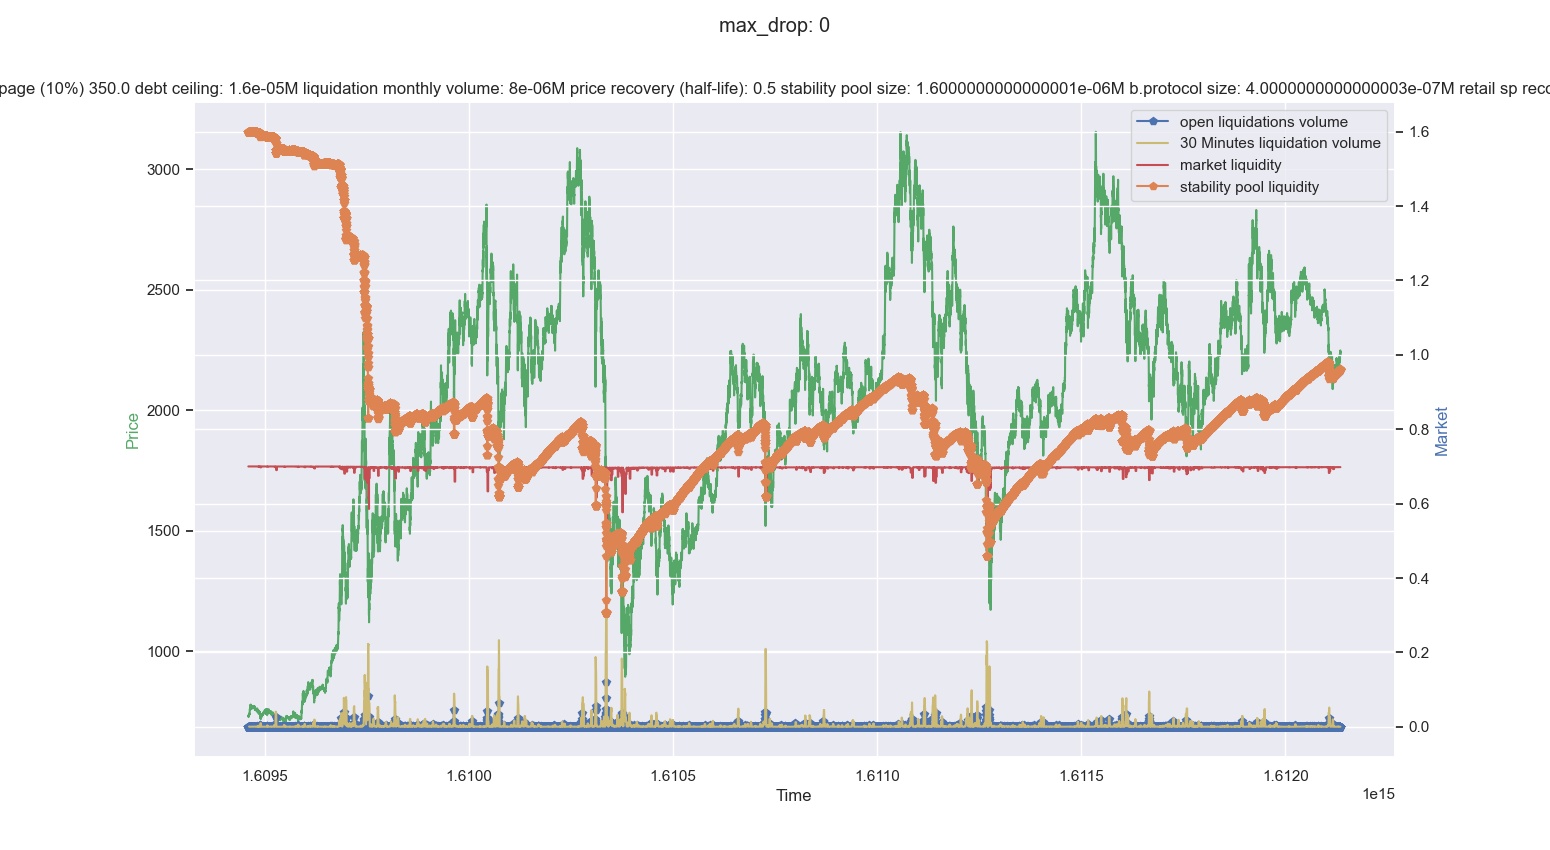 max_drop: 0
page (10%) 350.0 debt ceiling: 1.6e-05M liquidation monthly volume: 8e-06M price recovery (half-life): 0.5 stability pool size: 1.6000000000000001e-06M b.protocol size: 4.0000000000000003e-07M retail sp reco
open liquidations volume
30 Minutes liquidation volume
market liquidity
stability pool liquidity
3000
2500
2000
1500
1000
Price
1.6
1.4
1.2
1.0
0.8
0.6
0.4
0.2
0.0
Market
1.6095
1.6100
1.6105
1.6110
1.6115
1.6120
Time
1e15